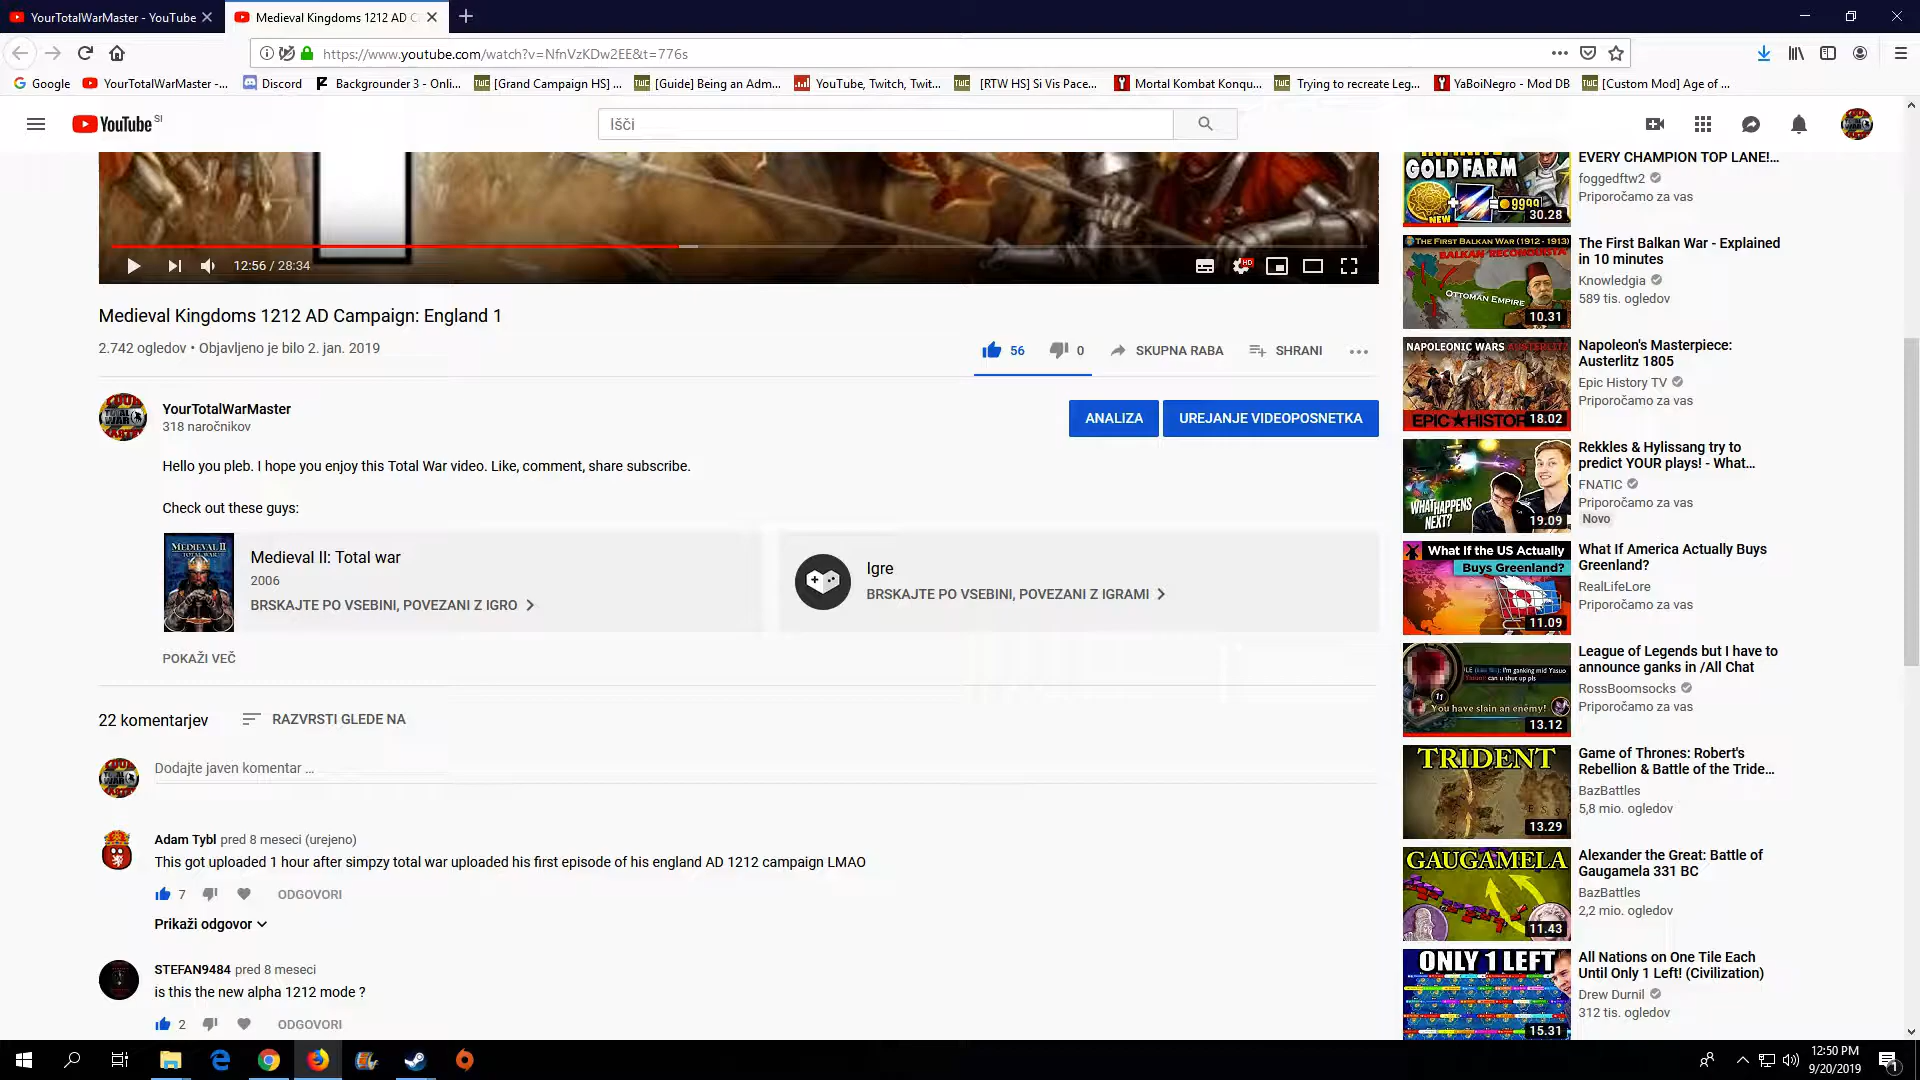 YourTotalWarMaster - YouTube
Medieval Kingdoms 1212 AD C
https://www.youtube.com/watch?v=NfnVzKDw2EE&t=776s
Google
YourTotalWarMaster -...
Discord
Backgrounder 3 - Onli...
[Grand Campaign HS] ...
[Guide] Being an Adm...
YouTube, Twitch, Twit...
[RTW HS] Si Vis Pace...
Mortal Kombat Konqu...
Trying to recreate Leg...
YaBoiNegro - Mod DB
[Custom Mod] Age of ...
YouTube SI
Išči
12:56 / 28:34
Medieval Kingdoms 1212 AD Campaign: England 1
2.742 ogledov • Objavljeno je bilo 2. jan. 2019
56
0
SKUPNA RABA
SHRANI
YourTotalWarMaster
318 naročnikov
ANALIZA
UREJANJE VIDEOPOSNETKA
Hello you pleb. I hope you enjoy this Total War video. Like, comment, share subscribe.
Check out these guys:
MEDIEVAL II
TOTAL WAR
Medieval II: Total war
2006
BRSKAJTE PO VSEBINI, POVEZANI Z IGRO
Igre
BRSKAJTE PO VSEBINI, POVEZANI Z IGRAMI
POKAŽI VEČ
22 komentarjev
RAZVRSTI GLEDE NA
Dodajte javen komentar ...
Adam Tybl pred 8 meseci (urejeno)
This got uploaded 1 hour after simpzy total war uploaded his first episode of his england AD 1212 campaign LMAO
7
ODGOVORI
Prikaži odgovor
STEFAN9484 pred 8 meseci
is this the new alpha 1212 mode ?
2
ODGOVORI
GOLD FARM
9999
NEW
30.28
EVERY CHAMPION TOP LANE!...
foggedftw2
Priporočamo za vas
THE FIRST BALKAN WAR (1912 - 1913)
BALKAN RECONQUISTA
OTTOMAN EMPIRE
10.31
The First Balkan War - Explained
in 10 minutes
Knowledgia
589 tis. ogledov
NAPOLEONIC WARS AUSTERLITZ
EPIC HISTOR
18.02
Napoleon's Masterpiece:
Austerlitz 1805
Epic History TV
Priporočamo za vas
WHAT HAPPENS
NEXT?
19.09
Rekkles & Hylissang try to
predict YOUR plays! - What...
FNATIC
Priporočamo za vas
Novo
What If the US Actually
Buys Greenland?
11.09
What If America Actually Buys
Greenland?
RealLifeLore
Priporočamo za vas
I'm ganking mid Yasuo
can u shut up pls
11
You have slain an enemy!
13.12
League of Legends but I have to
announce ganks in /All Chat
RossBoomsocks
Priporočamo za vas
TRIDENT
13.29
Game of Thrones: Robert's
Rebellion & Battle of the Tride...
BazBattles
5,8 mio. ogledov
GAUGAMELA
11.43
Alexander the Great: Battle of
Gaugamela 331 BC
BazBattles
2,2 mio. ogledov
ONLY 1 LEFT
15.31
All Nations on One Tile Each
Until Only 1 Left! (Civilization)
Drew Durnil
312 tis. ogledov
12:50 PM
9/20/2019
1